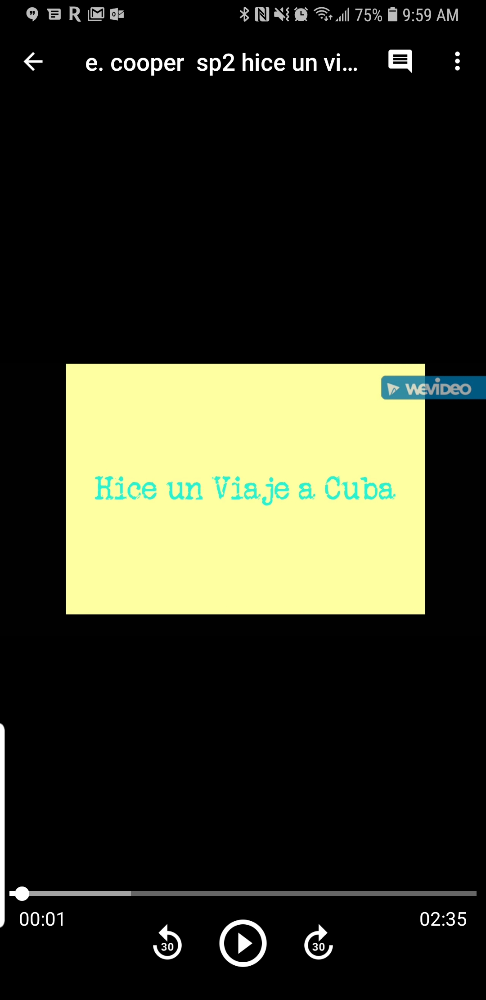 75% 9:59 AM
e. cooper  sp2 hice un vi...
WEVIDEO
Hice un Viaje a Cuba
00:01
02:35
30
30